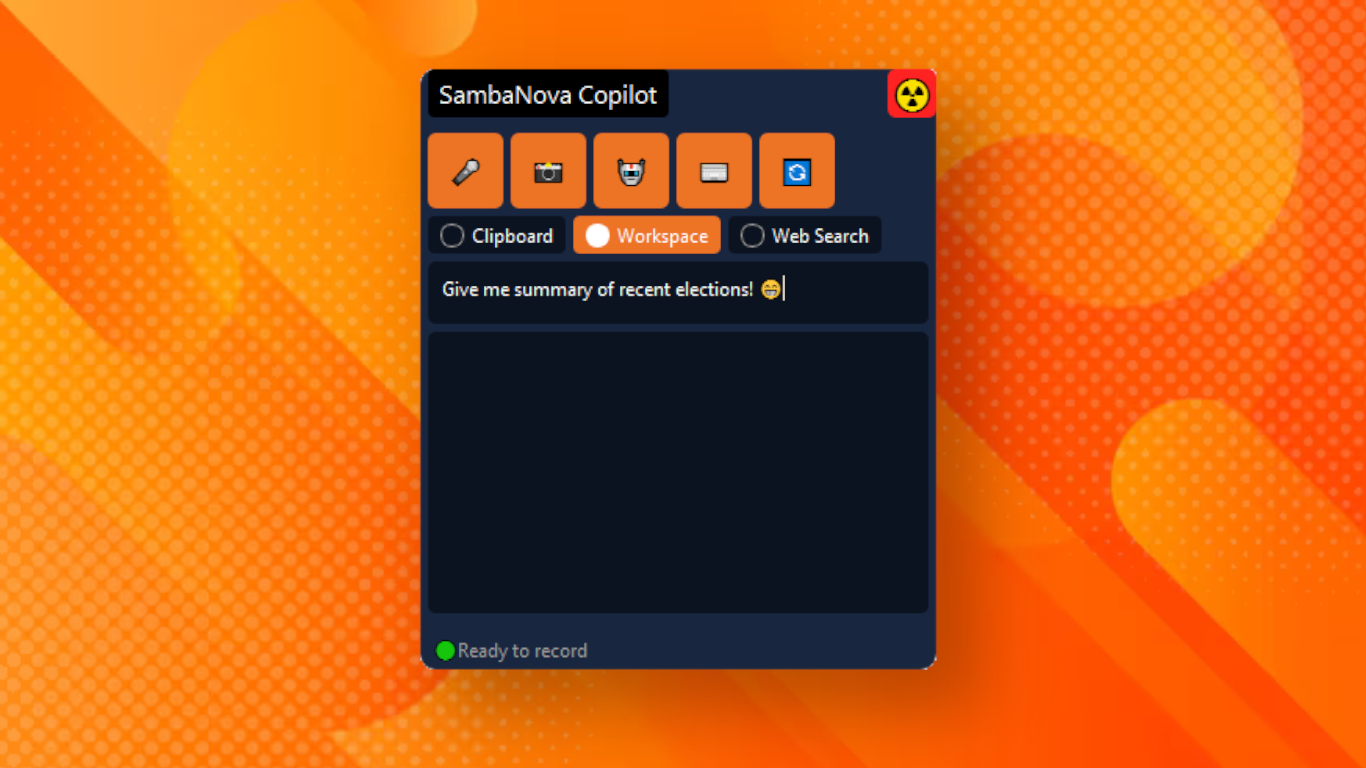 SambaNova Copilot
Clipboard Workspace Web Search
Give me summary of recent elections! 😁
Ready to record